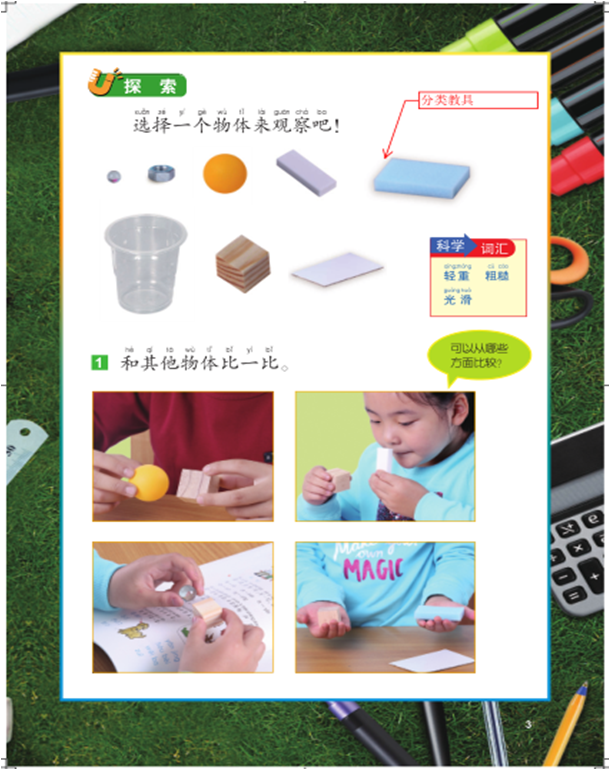 探 索
xuǎn zé yí gè wù tǐ lái guān chá ba
选择一个物体来观察吧！
分类教具
科学 词汇
qīngzhòng cū cāo
轻重 粗糙
guāng huá
光滑
hé qí tā wù tǐ bǐ yì bǐ
1 和其他物体比一比。
可以从哪些
方面比较？
MAGIC
3